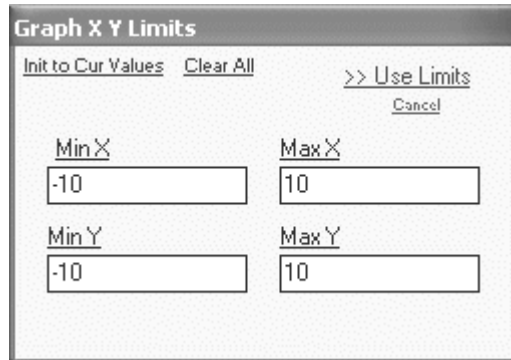 Graph X Y Limits
Init to Cur Values Clear All >> Use Limits
Cancel
Min X Max X
-10 10
Min Y Max Y
-10 10